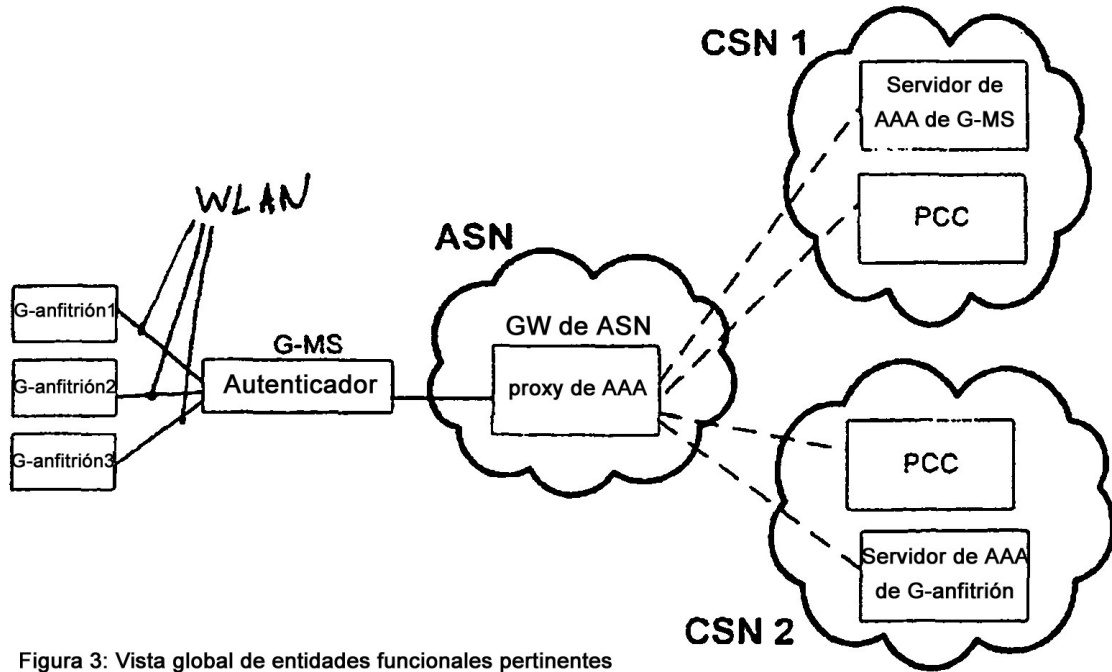 CSN 1
Servidor de
AAA de G-MS
PCC
WLAN
ASN
G-anfitrión1
G-anfitrión2
G-anfitrión3
G-MS
Autenticador
GW de ASN
proxy de AAA
PCC
Servidor de AAA
de G-anfitrión
CSN 2
Figura 3: Vista global de entidades funcionales pertinentes